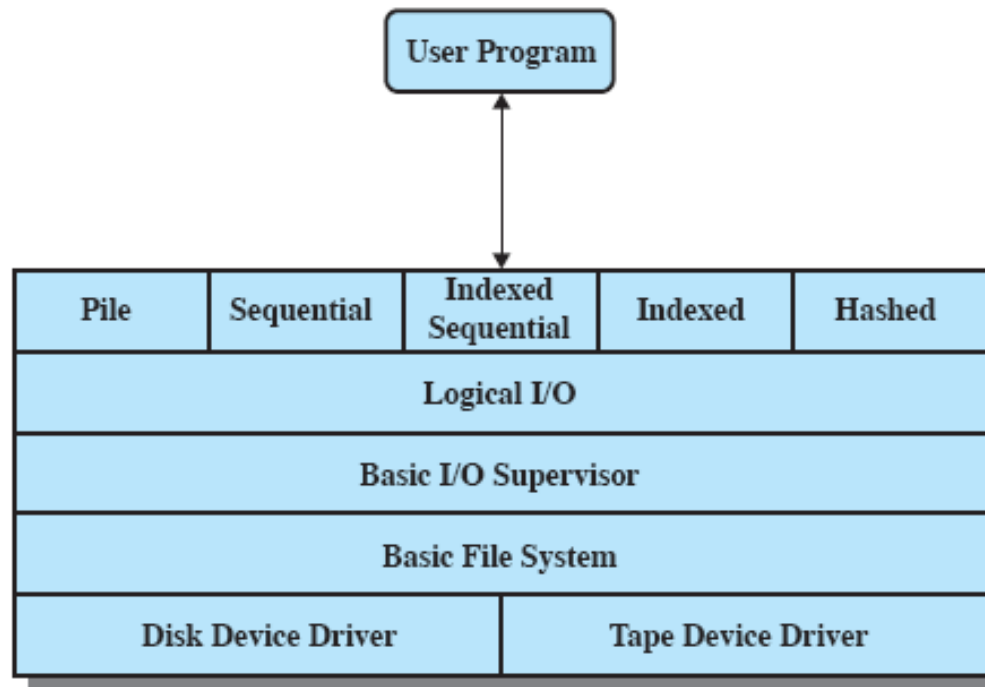 User Program
Pile
Sequential
Indexed
Sequential
Indexed
Hashed
Logical I/O
Basic I/O Supervisor
Basic File System
Disk Device Driver
Tape Device Driver